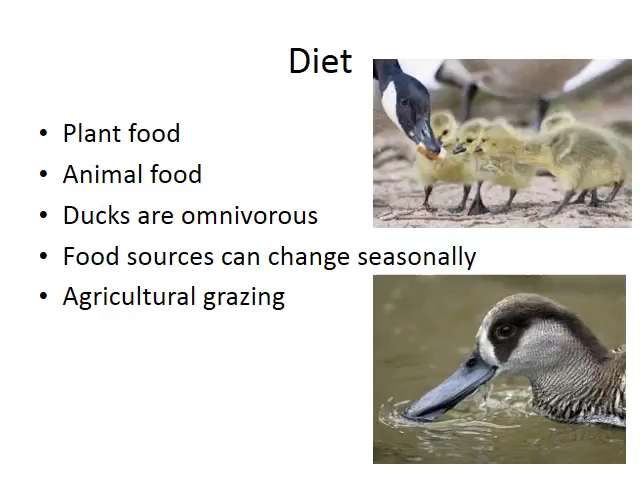 Diet
• Plant food
• Animal food
• Ducks are omnivorous
• Food sources can change seasonally
• Agricultural grazing